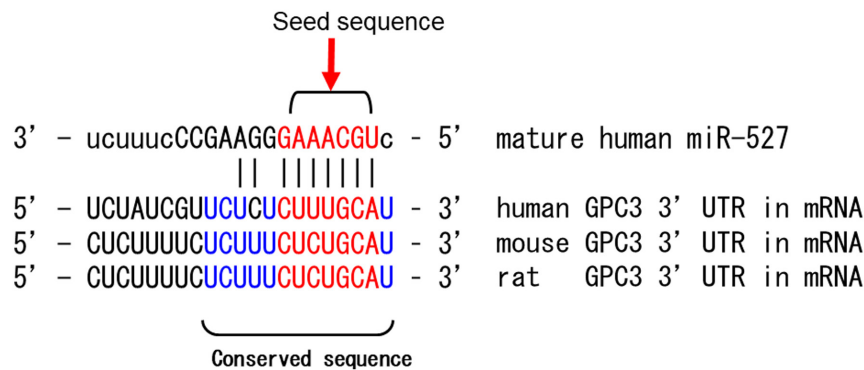 Seed sequence
3' - ucuuucCCGAAGGGAAACGUc - 5' mature human miR-527
5' - UCUAUCGUUCUCUCUUUGCAU - 3' human GPC3 3' UTR in mRNA
5' - CUCUUUUCUCUUUCUCUGCAU - 3' mouse GPC3 3' UTR in mRNA
5' - CUCUUUUCUCUUUCUCUGCAU - 3' rat GPC3 3' UTR in mRNA
Conserved sequence